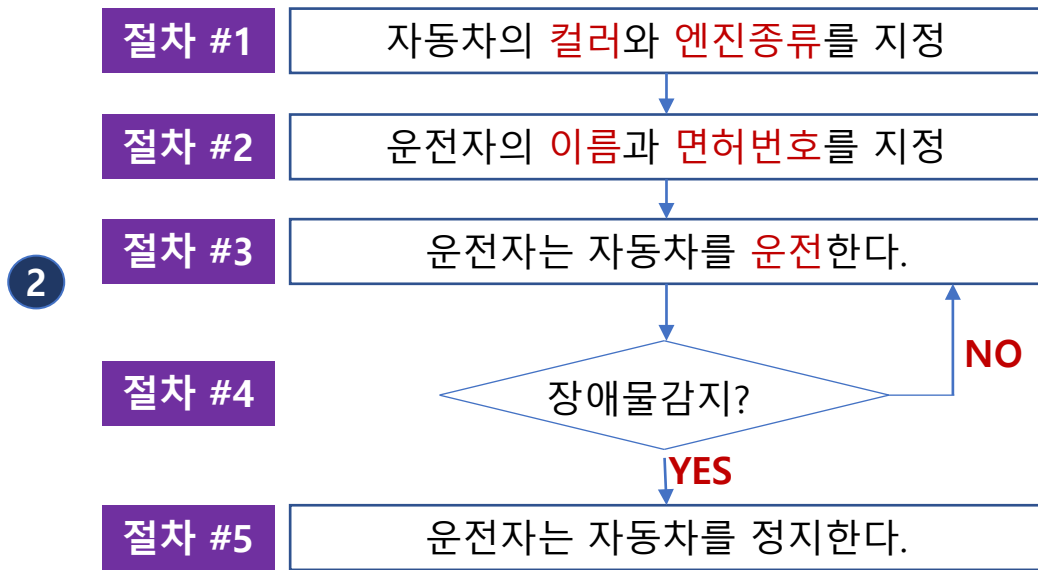 절차 #1 자동차의 컬러와 엔진종류를 지정
절차 #2 운전자의 이름과 면허번호를 지정
절차 #3 운전자는 자동차를 운전한다.
2
NO
절차 #4 장애물감지?
YES
절차 #5 운전자는 자동차를 정지한다.